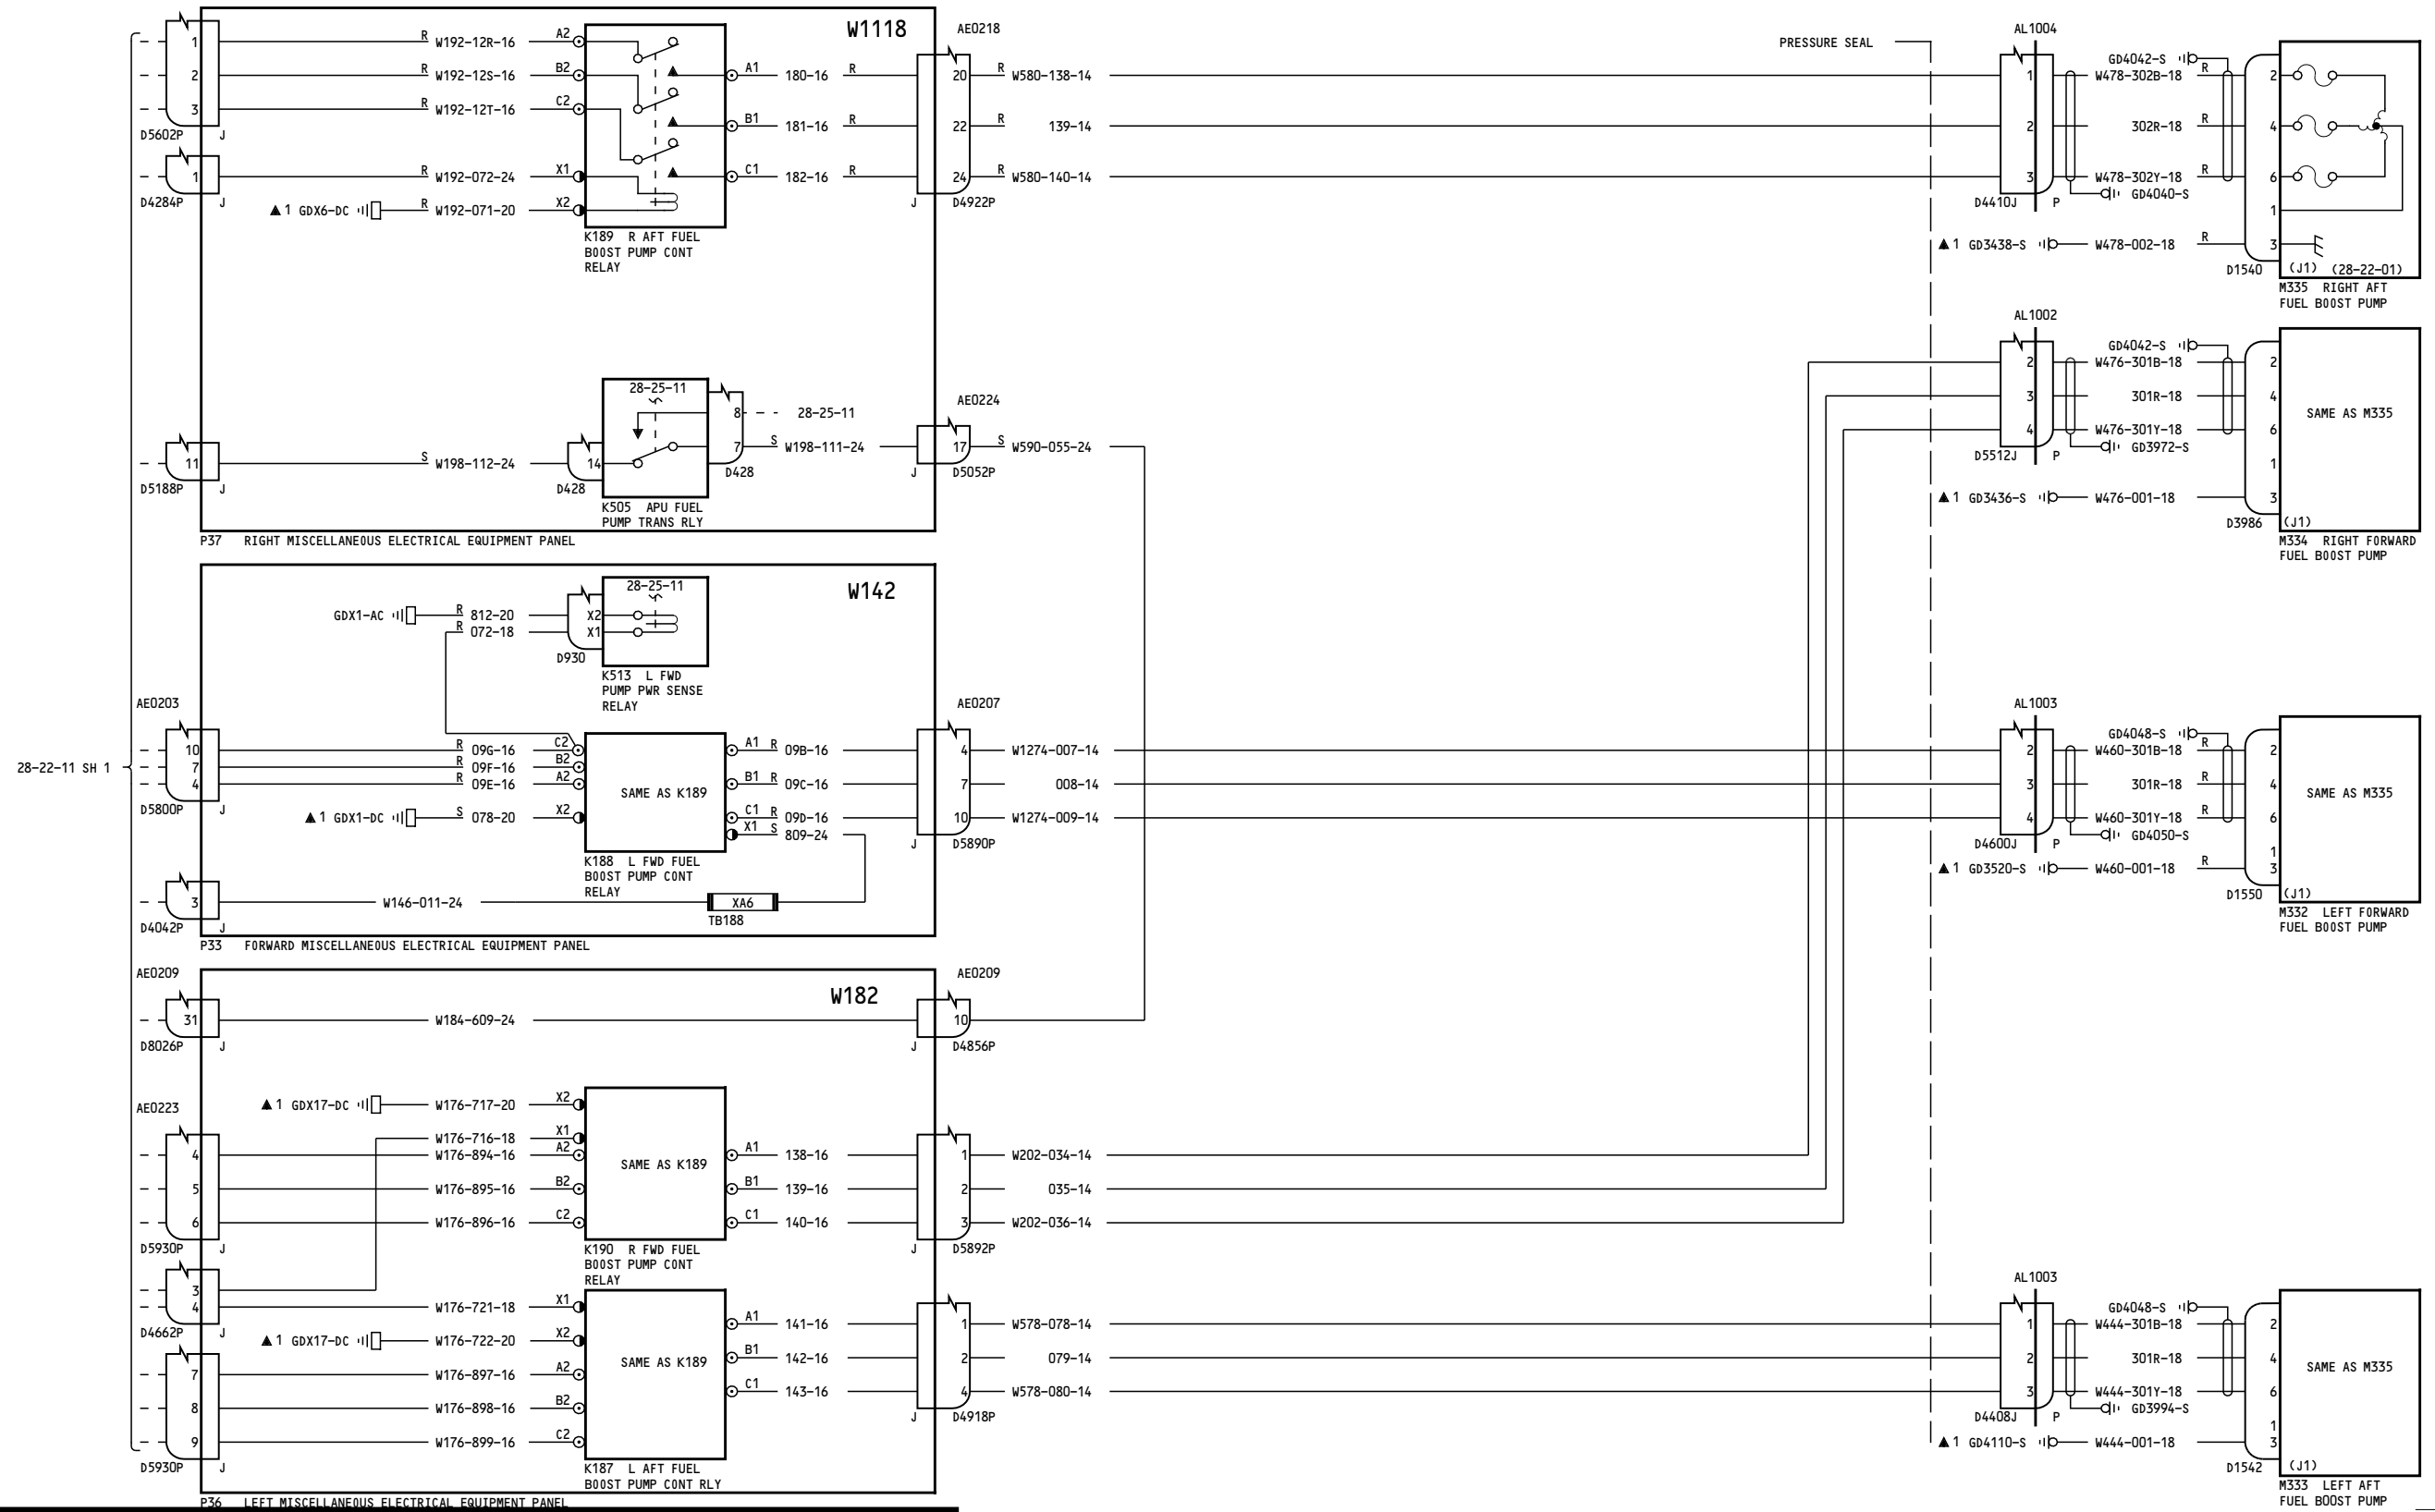 W1118
AE0218
PRESSURE SEAL
AL1004
1 R W192-12R-16 A2
2 R W192-12S-16 B2
3 R W192-12T-16 C2
D5602P J
1 R W192-072-24 X1
D4284P J
1 GDX6-DC R W192-071-20 X2
A1 180-16 R 20 R W580-138-14
B1 181-16 R 22 R 139-14
C1 182-16 R 24 R W580-140-14
J D4922P
K189 R AFT FUEL
BOOST PUMP CONT
RELAY
GD4042-S
1 W478-302B-18 R 2
2 302R-18 R 4
3 W478-302Y-18 R 6
D4410J P GD4040-S
1
1 GD3438-S W478-002-18 R 3
D1540 (J1) (28-22-01)
M335 RIGHT AFT
FUEL BOOST PUMP
AL1002
GD4042-S
2 W476-301B-18 2
3 301R-18 4
4 W476-301Y-18 6
D5512J P GD3972-S
SAME AS M335
1
1 GD3436-S W476-001-18 3
D3986 (J1)
M334 RIGHT FORWARD
FUEL BOOST PUMP
28-25-11
8 28-25-11
AE0224
7 S W198-111-24 17 S W590-055-24
11 S W198-112-24 14
D5188P J D428 D428 J D5052P
K505 APU FUEL
PUMP TRANS RLY
P37 RIGHT MISCELLANEOUS ELECTRICAL EQUIPMENT PANEL
W142
28-25-11
GDX1-AC R 812-20 X2
R 072-18 X1
D930
K513 L FWD
PUMP PWR SENSE
RELAY
AE0203
AE0207
10 R 09G-16 C2
7 R 09F-16 B2
4 R 09E-16 A2
D5800P J
28-22-11 SH 1
1 GDX1-DC S 078-20 X2
SAME AS K189
A1 R 09B-16 4 W1274-007-14
B1 R 09C-16 7 008-14
C1 R 09D-16 10 W1274-009-14
X1 S 809-24
J D5890P
K188 L FWD FUEL
BOOST PUMP CONT
RELAY
3 W146-011-24 XA6
TB188
D4042P J
P33 FORWARD MISCELLANEOUS ELECTRICAL EQUIPMENT PANEL
AL1003
GD4048-S
2 W460-301B-18 R 2
3 301R-18 R 4
4 W460-301Y-18 R 6
D4600J P GD4050-S
SAME AS M335
1
1 GD3520-S W460-001-18 R 3
D1550 (J1)
M332 LEFT FORWARD
FUEL BOOST PUMP
AE0209
W182
AE0209
31 W184-609-24 10
D8026P J J D4856P
AE0223
1 GDX17-DC W176-717-20 X2
W176-716-18 X1
4 W176-894-16 A2
5 W176-895-16 B2
6 W176-896-16 C2
D5930P J
SAME AS K189
A1 138-16 1 W202-034-14
B1 139-16 2 035-14
C1 140-16 3 W202-036-14
J D5892P
K190 R FWD FUEL
BOOST PUMP CONT
RELAY
3
4 W176-721-18 X1
D4662P J
1 GDX17-DC W176-722-20 X2
7 W176-897-16 A2
8 W176-898-16 B2
9 W176-899-16 C2
D5930P J
SAME AS K189
A1 141-16 1 W578-078-14
B1 142-16 2 079-14
C1 143-16 4 W578-080-14
J D4918P
K187 L AFT FUEL
BOOST PUMP CONT RLY
P36 LEFT MISCELLANEOUS ELECTRICAL EQUIPMENT PANEL
AL1003
GD4048-S
1 W444-301B-18 2
2 301R-18 4
3 W444-301Y-18 6
D4408J P GD3994-S
SAME AS M335
1
1 GD4110-S W444-001-18 3
D1542 (J1)
M333 LEFT AFT
FUEL BOOST PUMP